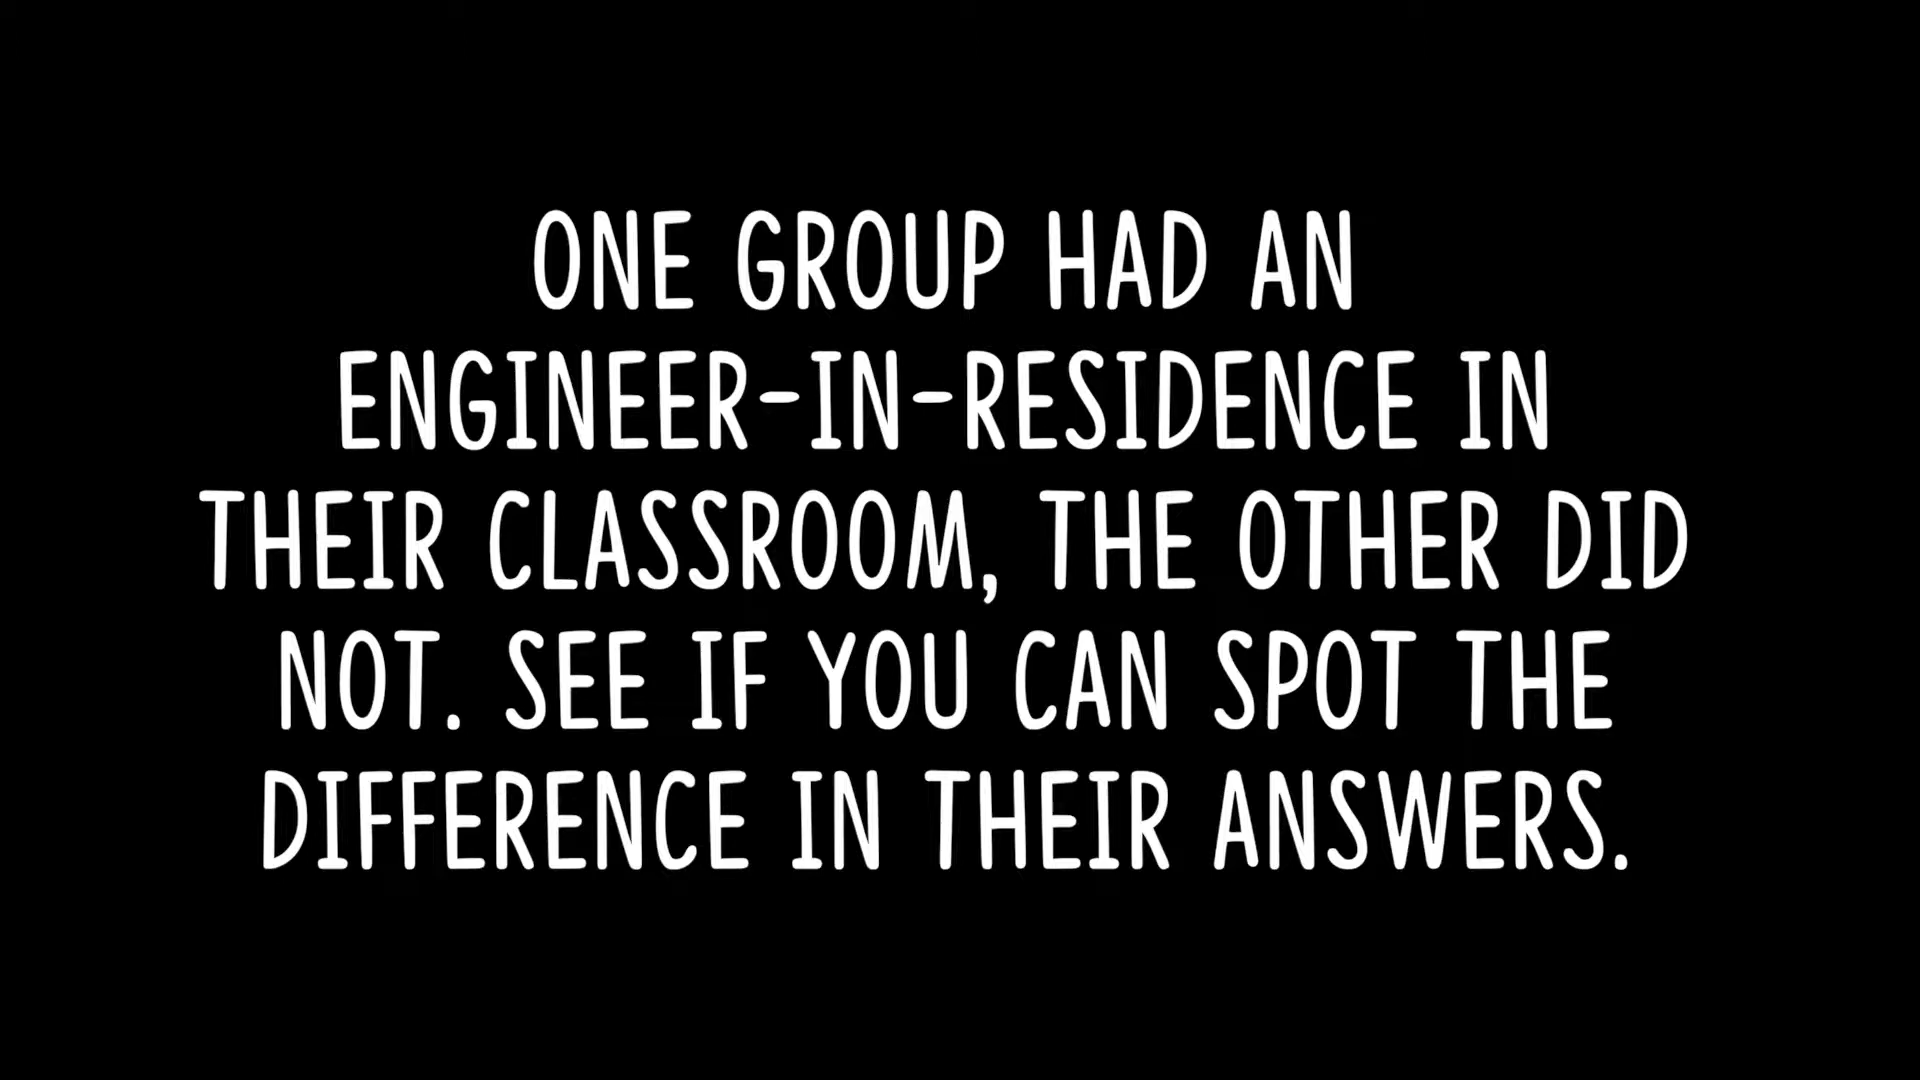 ONE GROUP HAD AN
ENGINEER-IN-RESIDENCE IN
THEIR CLASSROOM, THE OTHER DID
NOT. SEE IF YOU CAN SPOT THE
DIFFERENCE IN THEIR ANSWERS.